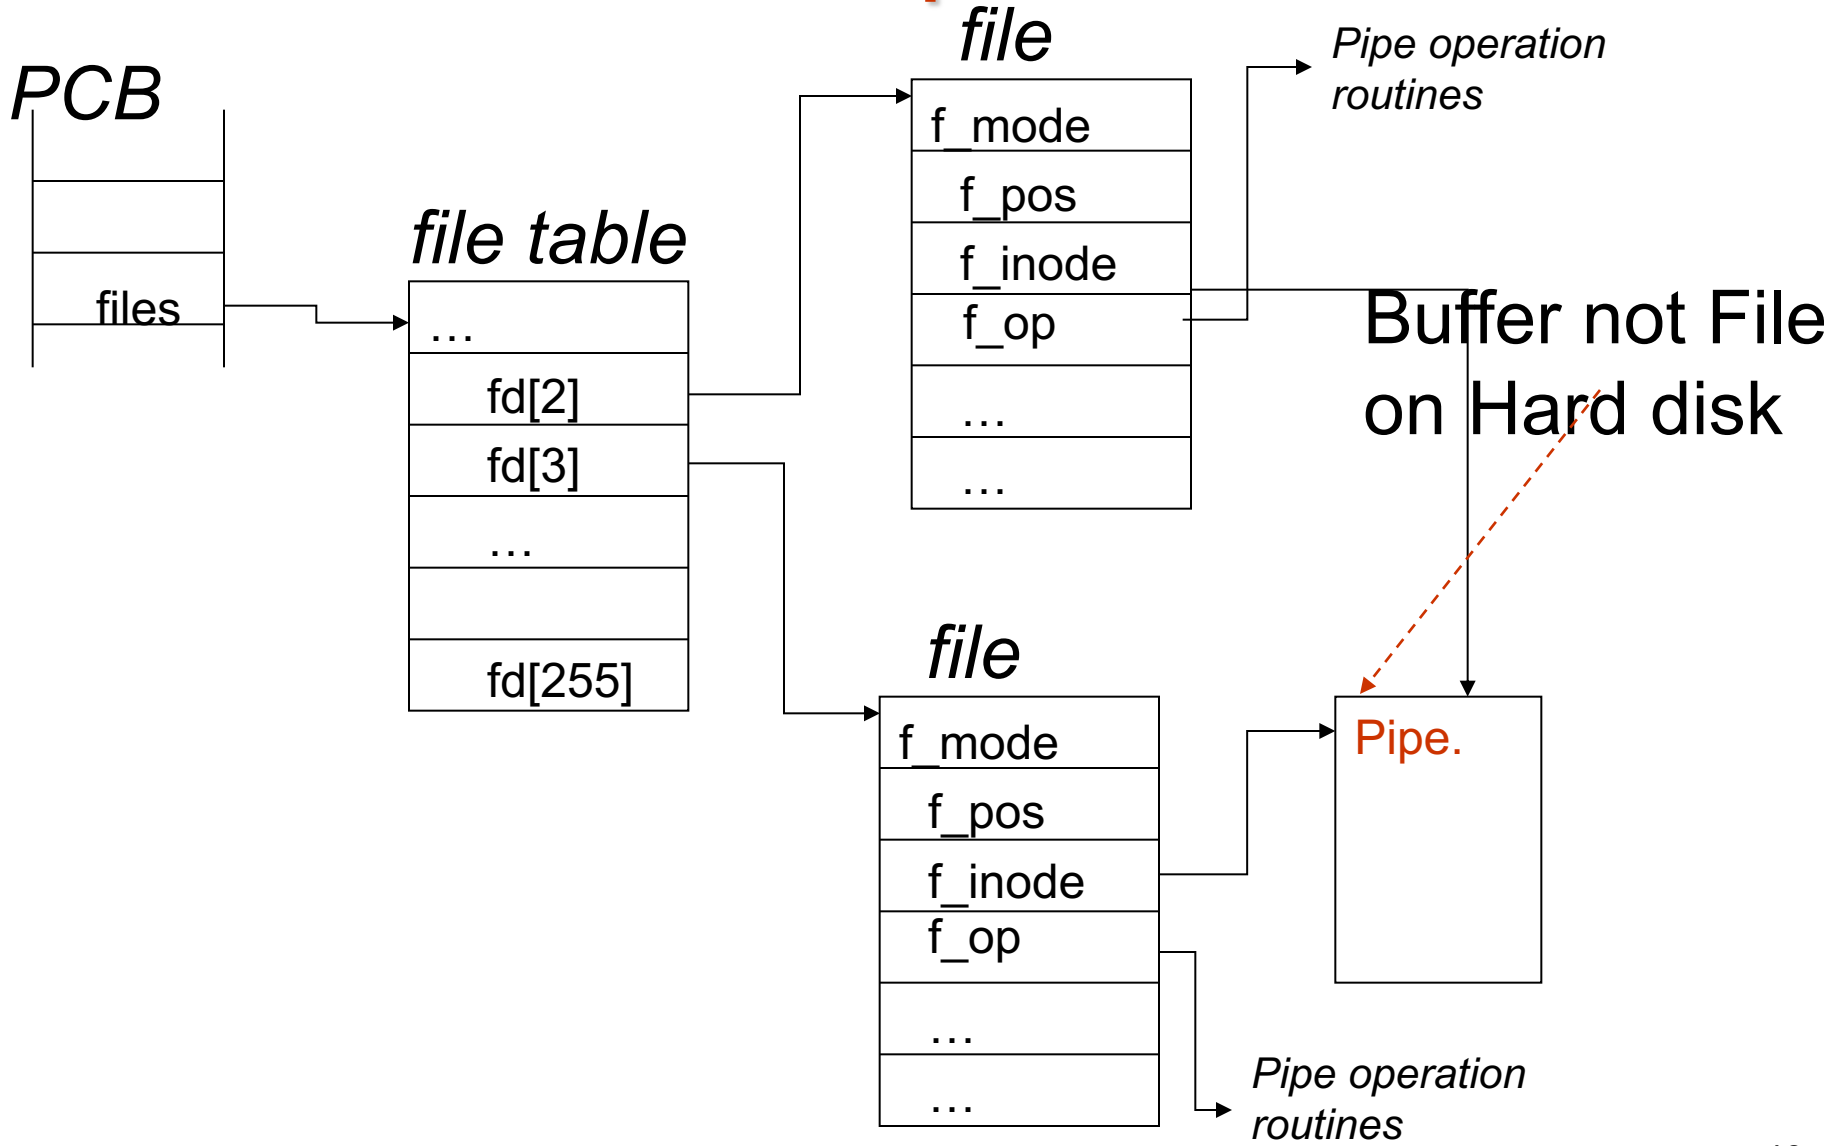 PCB
files
file table
…
fd[2]
fd[3]
…
fd[255]
file
f_mode
f_pos
f_inode
f_op
…
…
Pipe operation
routines
Buffer not File
on Hard disk
file
f_mode
f_pos
f_inode
f_op
…
…
Pipe.
Pipe operation
routines